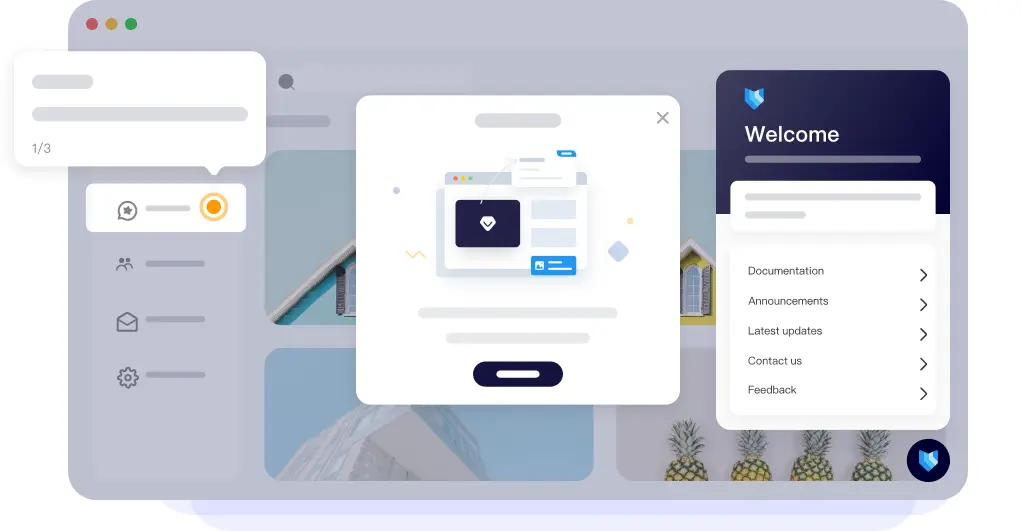 1/3
Welcome
Documentation
Announcements
Latest updates
Contact us
Feedback